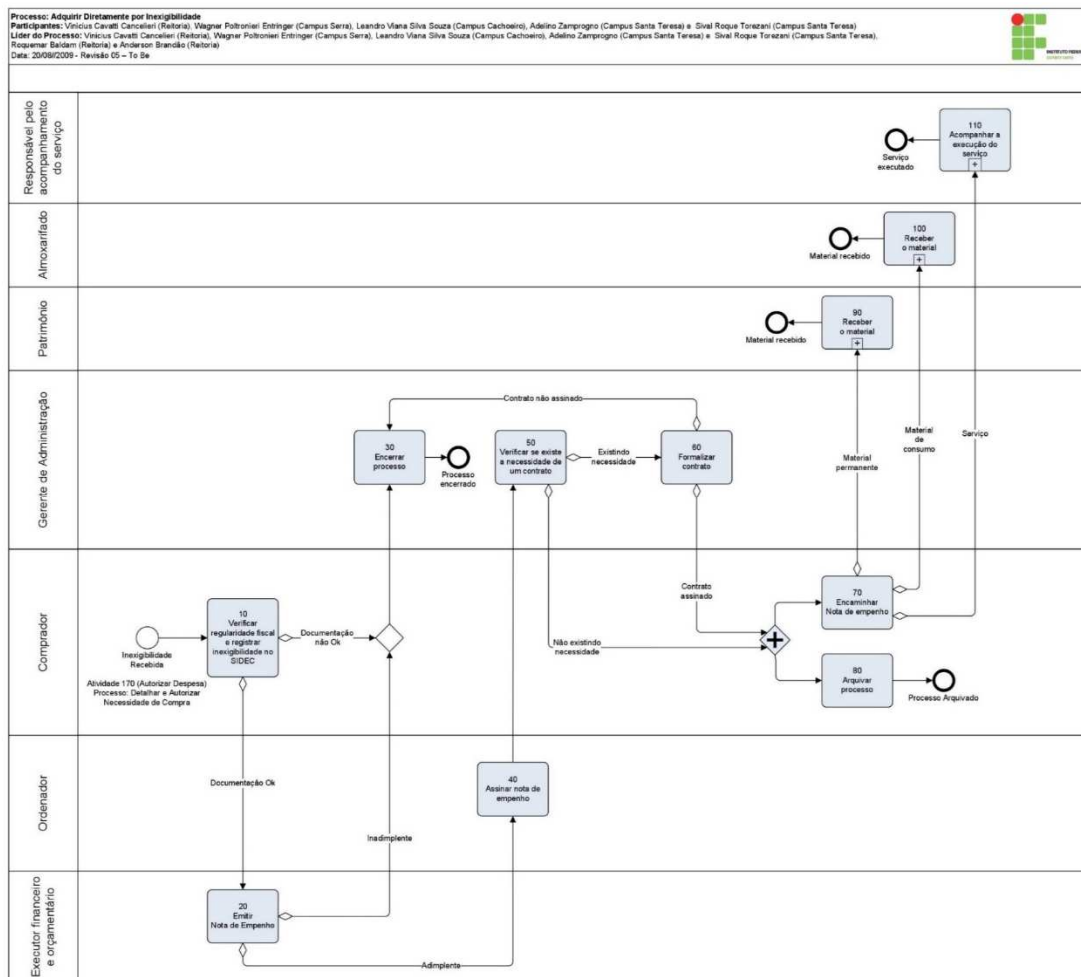 Processo: Adquirir Diretamente por Inexigibilidade
Participantes: Vinícius Cavatti Cancelieri (Reitoria), Wagner Poltronieri Entringer (Campus Serra), Leandro Viana Silva Souza (Campus Cachoeiro), Adelino Zamprogno (Campus Santa Teresa) e Sival Roque Torezani (Campus Santa Teresa)
Líder do Processo: Vinícius Cavatti Cancelieri (Reitoria), Wagner Poltronieri Entringer (Campus Serra), Leandro Viana Silva Souza (Campus Cachoeiro), Adelino Zamprogno (Campus Santa Teresa) e Sival Roque Torezani (Campus Santa Teresa),
Roquemar Baldam (Reitoria) e Anderson Brandão (Reitoria)
Data: 20/08//2009 - Revisão 05 – To Be
INSTITUTO FEDERAL
Responsável pelo
acompanhamento
do serviço
110
Acompanhar a
execução do
serviço
Serviço
executado
Almoxarifado
100
Receber
o material
Material recebido
Patrimônio
90
Receber
o material
Material recebido
Gerente de Administração
Contrato não assinado
30
Encerrar
processo
Processo
encerrado
50
Verificar se existe
a necessidade de
um contrato
Existindo
necessidade
60
Formalizar
contrato
Material
permanente
Material
de
consumo
Serviço
Comprador
Inexigibilidade
Recebida
Atividade 170 (Autorizar Despesa)
Processo: Detalhar e Autorizar
Necessidade de Compra
10
Verificar
regularidade fiscal
e registrar
inexigibilidade no
SIDEC
Documentação
não Ok
Contrato
assinado
Não existindo
necessidade
70
Encaminhar
Nota de empenho
80
Arquivar
processo
Processo Arquivado
Ordenador
Documentação Ok
Inadimplente
40
Assinar nota de
empenho
Executor financeiro
e orçamentário
20
Emitir
Nota de Empenho
Adimplente